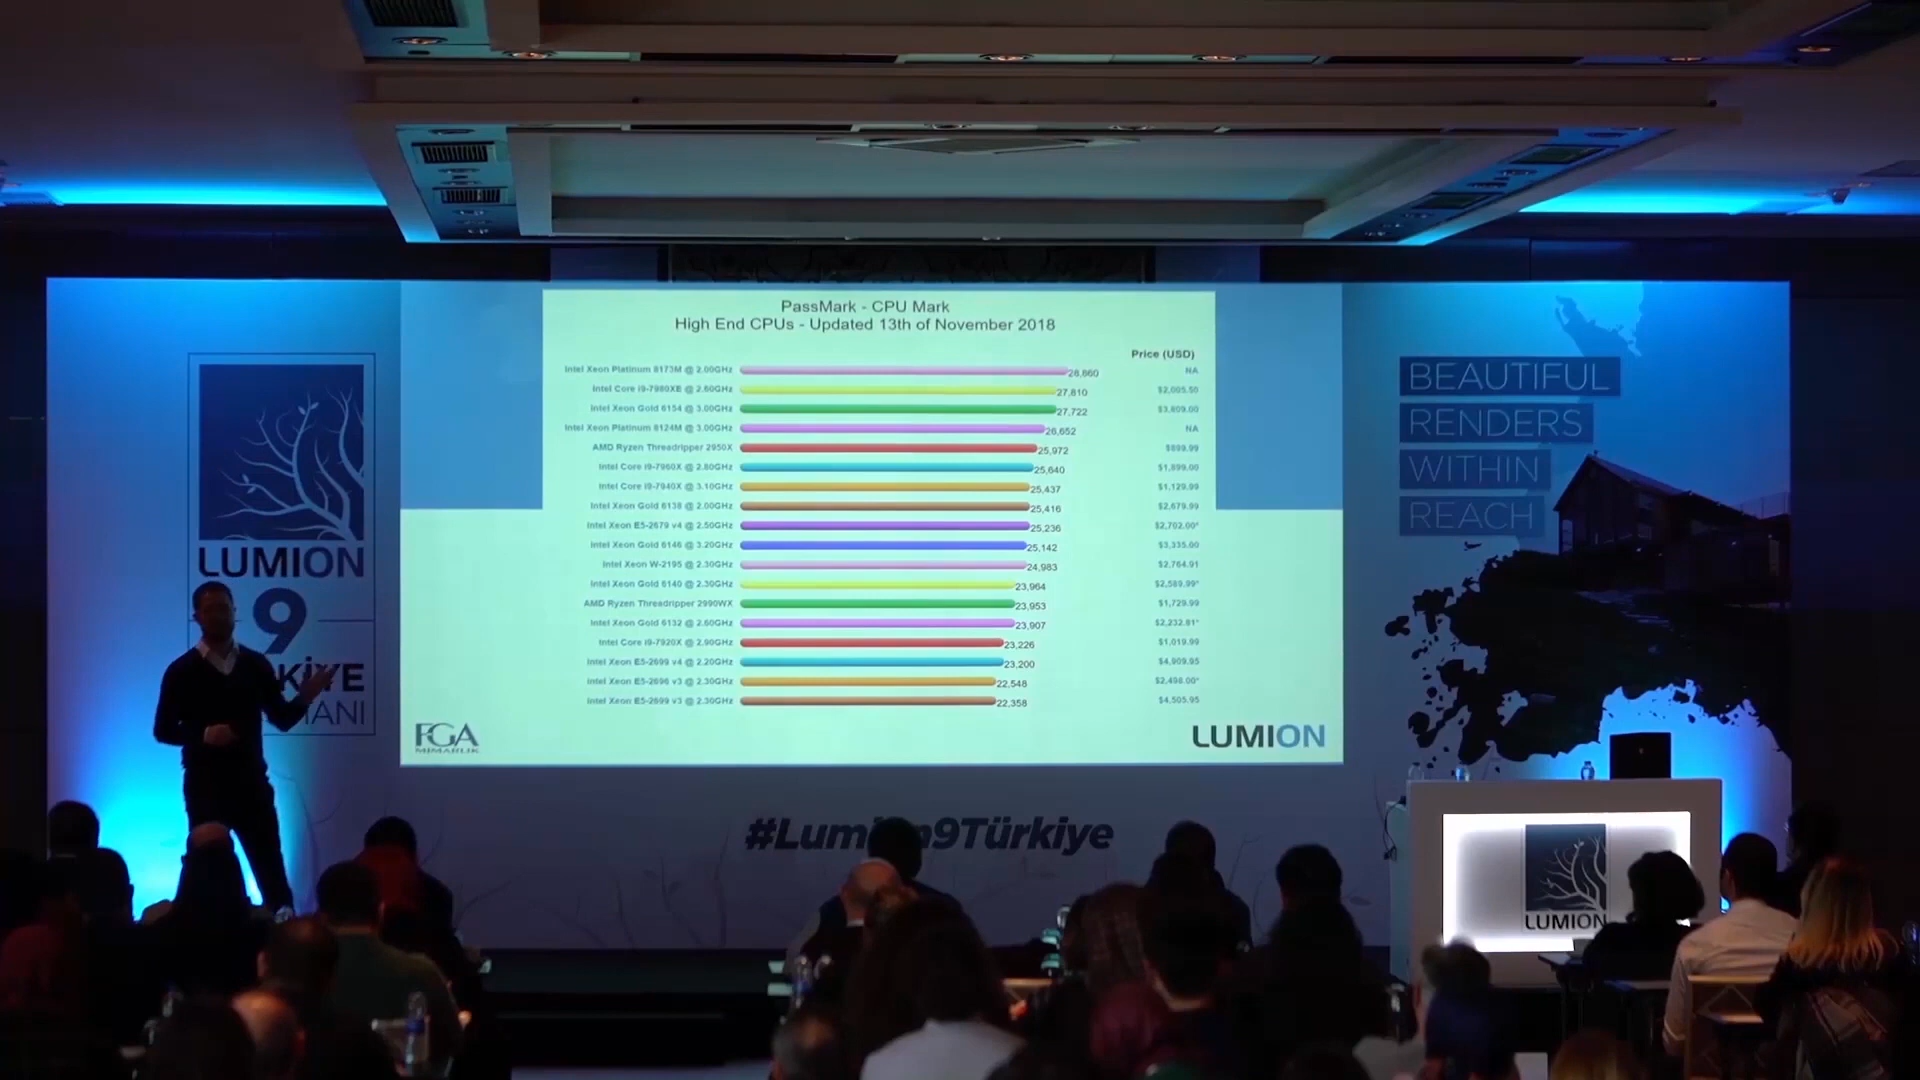 PassMark - CPU Mark
High End CPUs - Updated 13th of November 2018
Price (USD)
Intel Xeon Platinum 8173M @ 2.00GHz 28,860 NA
Intel Core i9-7980XE @ 2.60GHz 27,810 $2,005.50
Intel Xeon Gold 6154 @ 3.00GHz 27,722 $3,809.00
Intel Xeon Platinum 8124M @ 3.00GHz 26,652 NA
AMD Ryzen Threadripper 2950X 25,972 $899.99
Intel Core i9-7960X @ 2.80GHz 25,640 $1,899.00
Intel Core i9-7940X @ 3.10GHz 25,437 $1,129.99
Intel Xeon Gold 6138 @ 2.00GHz 25,416 $2,679.99
Intel Xeon E5-2679 v4 @ 2.50GHz 25,236 $2,702.00*
Intel Xeon Gold 6146 @ 3.20GHz 25,142 $3,335.00
Intel Xeon W-2195 @ 2.30GHz 24,983 $2,764.91
Intel Xeon Gold 6140 @ 2.30GHz 23,964 $2,589.99*
AMD Ryzen Threadripper 2990WX 23,953 $1,729.99
Intel Xeon Gold 6132 @ 2.60GHz 23,907 $2,232.81*
Intel Core i9-7920X @ 2.90GHz 23,226 $1,019.99
Intel Xeon E5-2699 v4 @ 2.20GHz 23,200 $4,909.95
Intel Xeon E5-2696 v3 @ 2.30GHz 22,548 $2,498.00*
Intel Xeon E5-2699 v3 @ 2.30GHz 22,358 $4,505.95
FGA
MIMARLIK
LUMION
LUMION
9
KİYE
TANI
BEAUTIFUL
RENDERS
WITHIN
REACH
#Lumion9Türkiye
LUMION